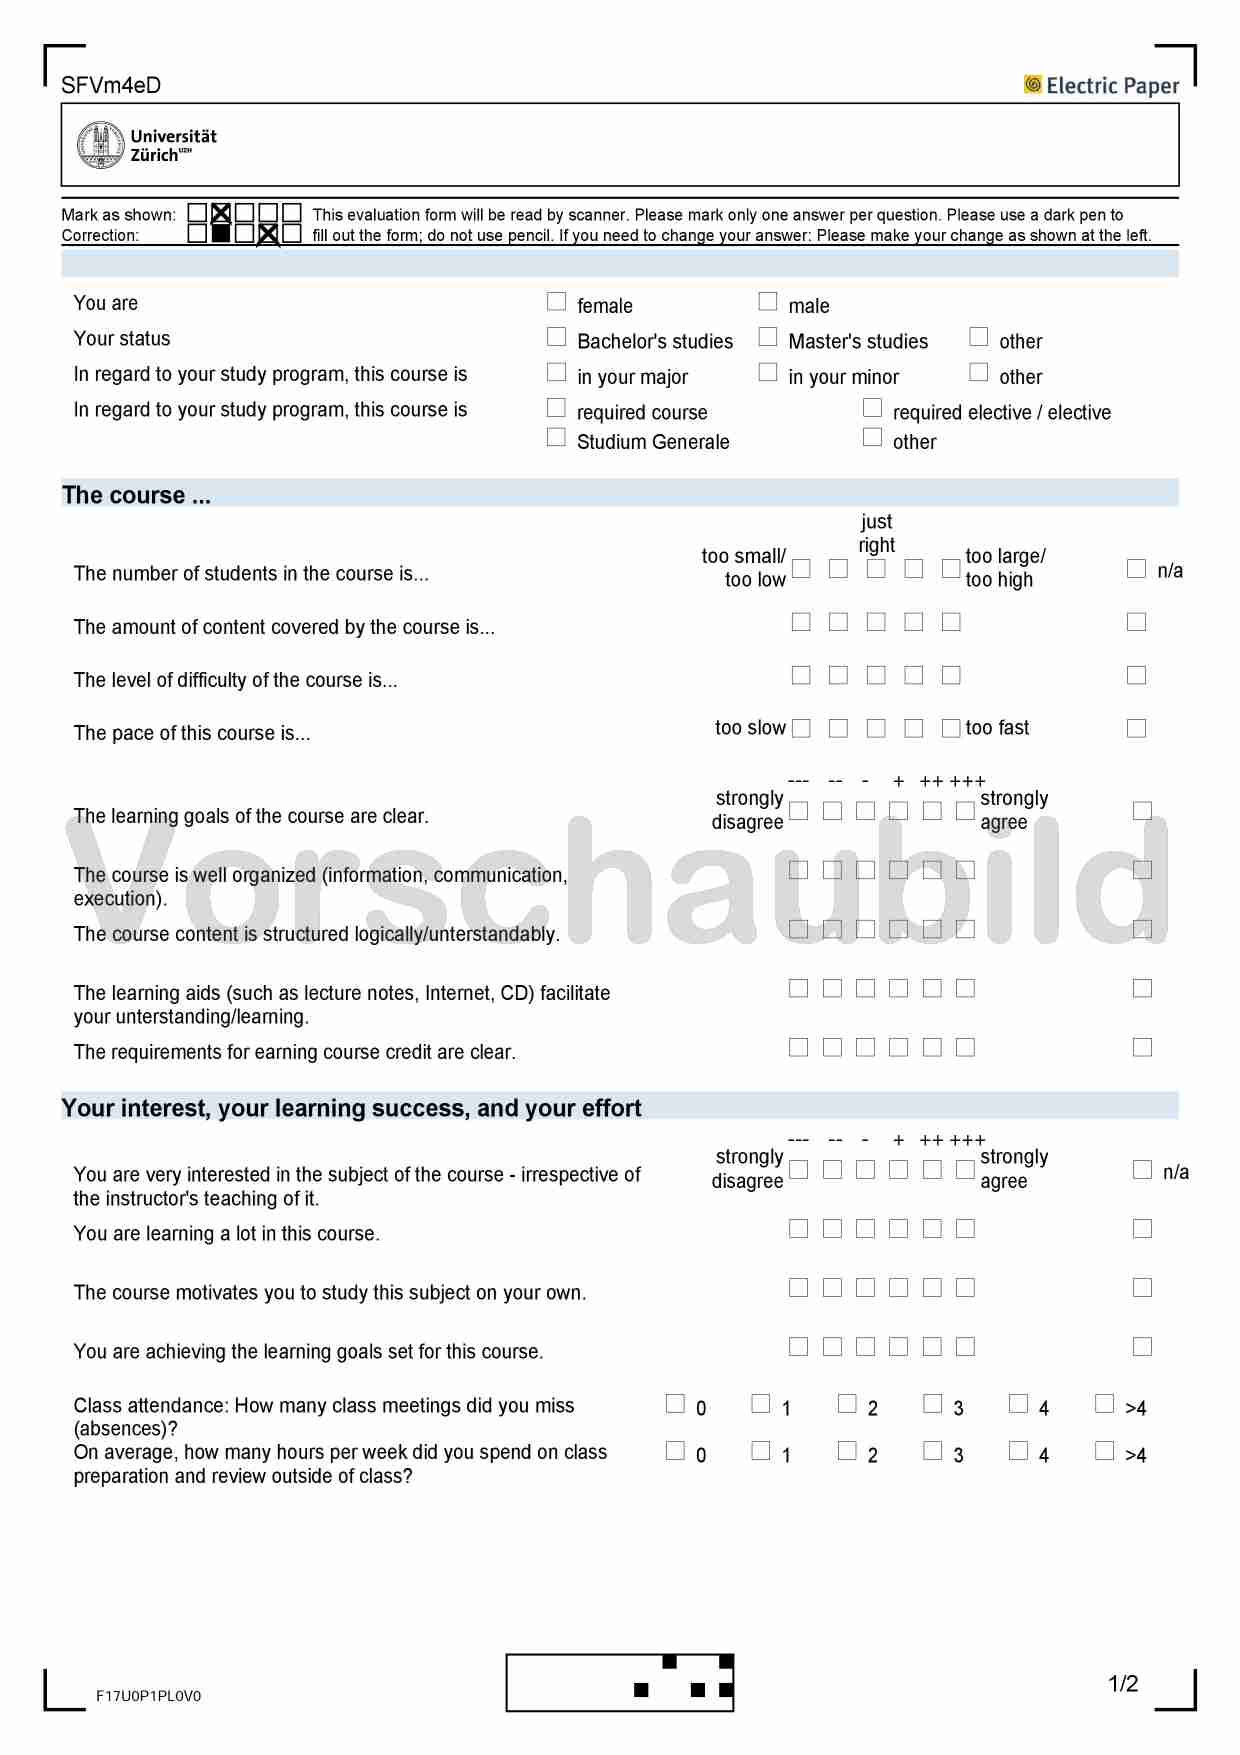 SFVm4eD
Electric Paper
Universität
Zürich UZH
Mark as shown: This evaluation form will be read by scanner. Please mark only one answer per question. Please use a dark pen to
Correction: fill out the form; do not use pencil. If you need to change your answer: Please make your change as shown at the left.
You are female male
Your status Bachelor's studies Master's studies other
In regard to your study program, this course is in your major in your minor other
In regard to your study program, this course is required course required elective / elective
Studium Generale other
The course ...
just
right
too small/ too large/
The number of students in the course is... too low too high n/a
The amount of content covered by the course is...
The level of difficulty of the course is...
The pace of this course is... too slow too fast
--- -- - + ++ +++
strongly strongly
The learning goals of the course are clear. disagree agree
Vorschaubild
The course is well organized (information, communication,
execution).
The course content is structured logically/unterstandably.
The learning aids (such as lecture notes, Internet, CD) facilitate
your unterstanding/learning.
The requirements for earning course credit are clear.
Your interest, your learning success, and your effort
--- -- - + ++ +++
strongly strongly
You are very interested in the subject of the course - irrespective of disagree agree n/a
the instructor's teaching of it.
You are learning a lot in this course.
The course motivates you to study this subject on your own.
You are achieving the learning goals set for this course.
Class attendance: How many class meetings did you miss 0 1 2 3 4 >4
(absences)?
On average, how many hours per week did you spend on class 0 1 2 3 4 >4
preparation and review outside of class?
F17U0P1PL0V0
1/2